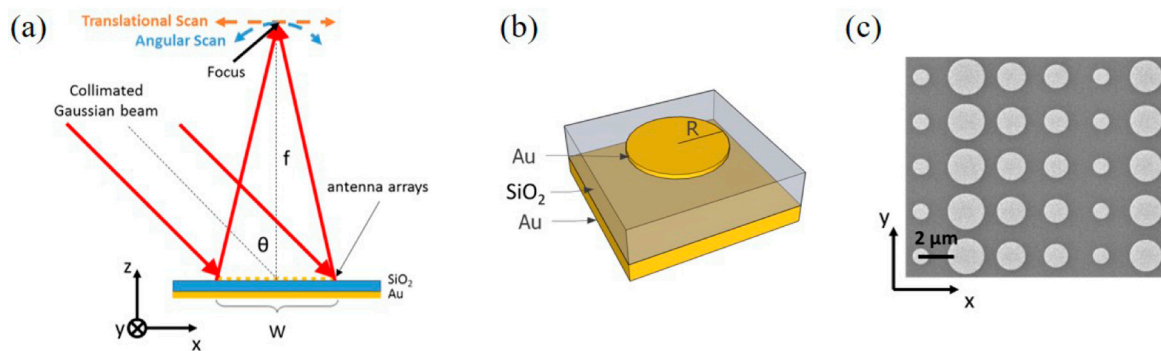 (a)
Translational Scan
Angular Scan
Focus
Collimated
Gaussian beam
f
antenna arrays
θ
z
SiO₂
Au
y
x
W
(b)
R
Au
SiO₂
Au
(c)
y
2 μm
x